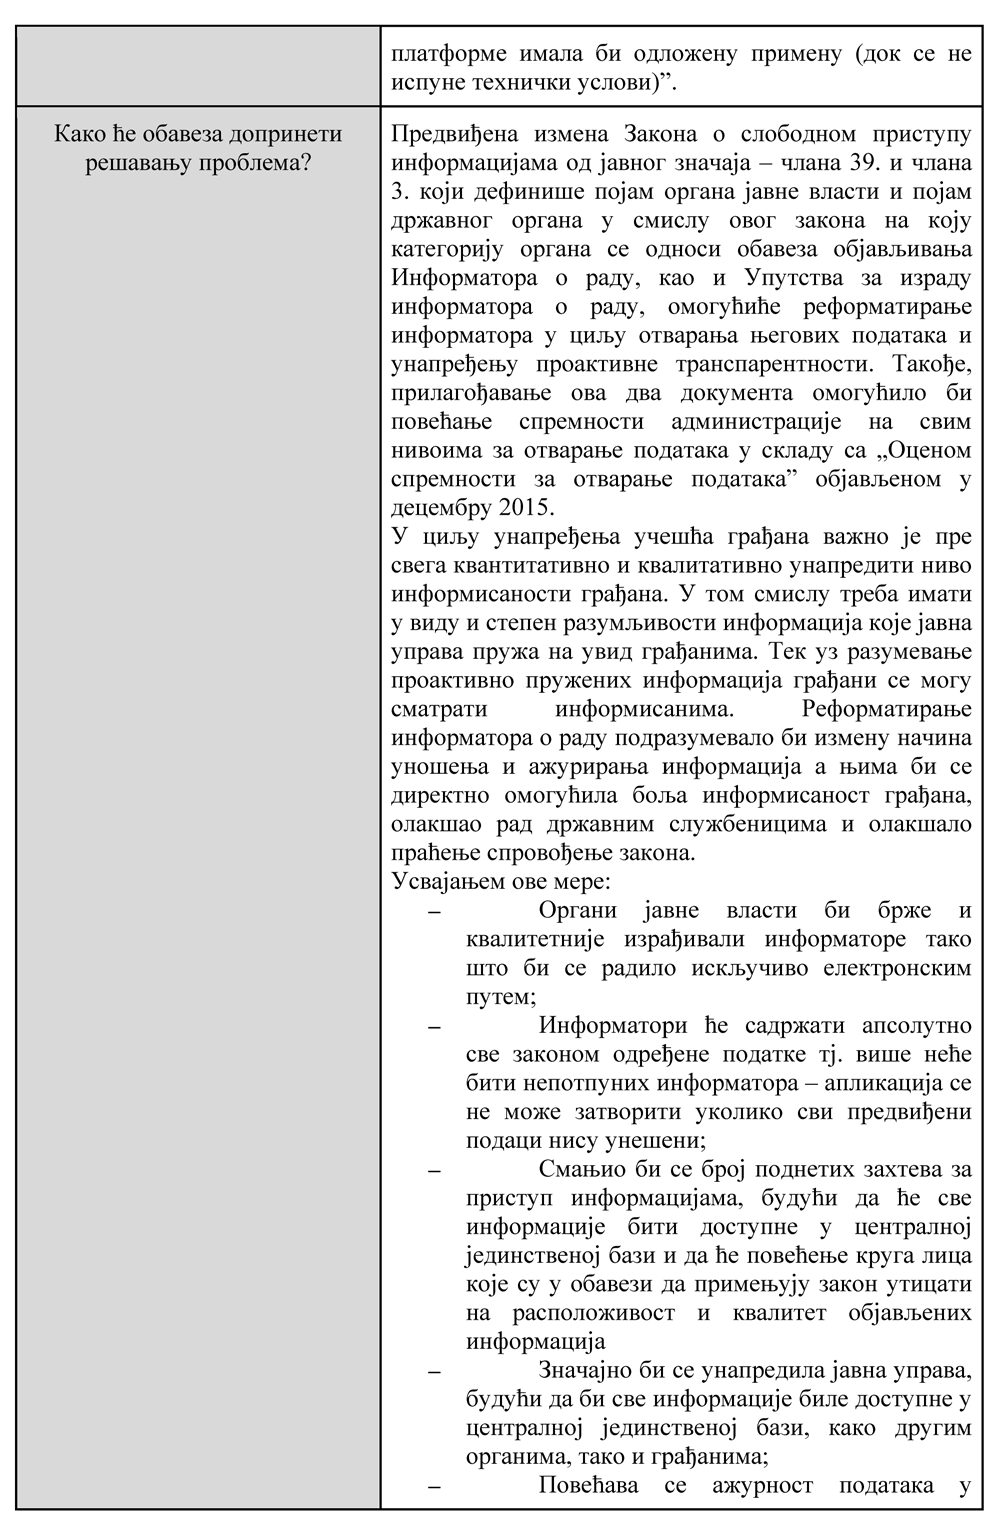 платформе имала би одложену примену (док се не
испуне технички услови)”.
Како ће обавеза допринети
решавању проблема?
Предвиђена измена Закона о слободном приступу
информацијама од јавног значаја – члана 39. и члана
3. који дефинише појам органа јавне власти и појам
државног органа у смислу овог закона на коју
категорију органа се односи обавеза објављивања
Информатора о раду, као и Упутства за израду
информатора о раду, омогућиће реформатирање
информатора у циљу отварања његових података и
унапређењу проактивне транспарентности. Такође,
прилагођавање ова два документа омогућило би
повећање спремности администрације на свим
нивоима за отварање података у складу са „Оценом
спремности за отварање података” објављеном у
децембру 2015.
У циљу унапређења учешћа грађана важно је пре
свега квантитативно и квалитативно унапредити ниво
информисаности грађана. У том смислу треба имати
у виду и степен разумљивости информација које јавна
управа пружа на увид грађанима. Тек уз разумевање
проактивно пружених информација грађани се могу
сматрати информисанима. Реформатирање
информатора о раду подразумевало би измену начина
уношења и ажурирања информација а њима би се
директно омогућила боља информисаност грађана,
олакшао рад државним службеницима и олакшало
праћење спровођење закона.
Усвајањем ове мере:
– Органи јавне власти би брже и
квалитетније израђивали информаторе тако
што би се радило искључиво електронским
путем;
– Информатори ће садржати апсолутно
све законом одређене податке тј. више неће
бити непотпуних информатора – апликација се
не може затворити уколико сви предвиђени
подаци нису унешени;
– Смањио би се број поднетих захтева за
приступ информацијама, будући да ће све
информације бити доступне у централној
јединственој бази и да ће повећење круга лица
које су у обавези да примењују закон утицати
на расположивост и квалитет објављених
информација
– Значајно би се унапредила јавна управа,
будући да би све информације биле доступне у
централној јединственој бази, како другим
органима, тако и грађанима;
– Повећава се ажурност података у